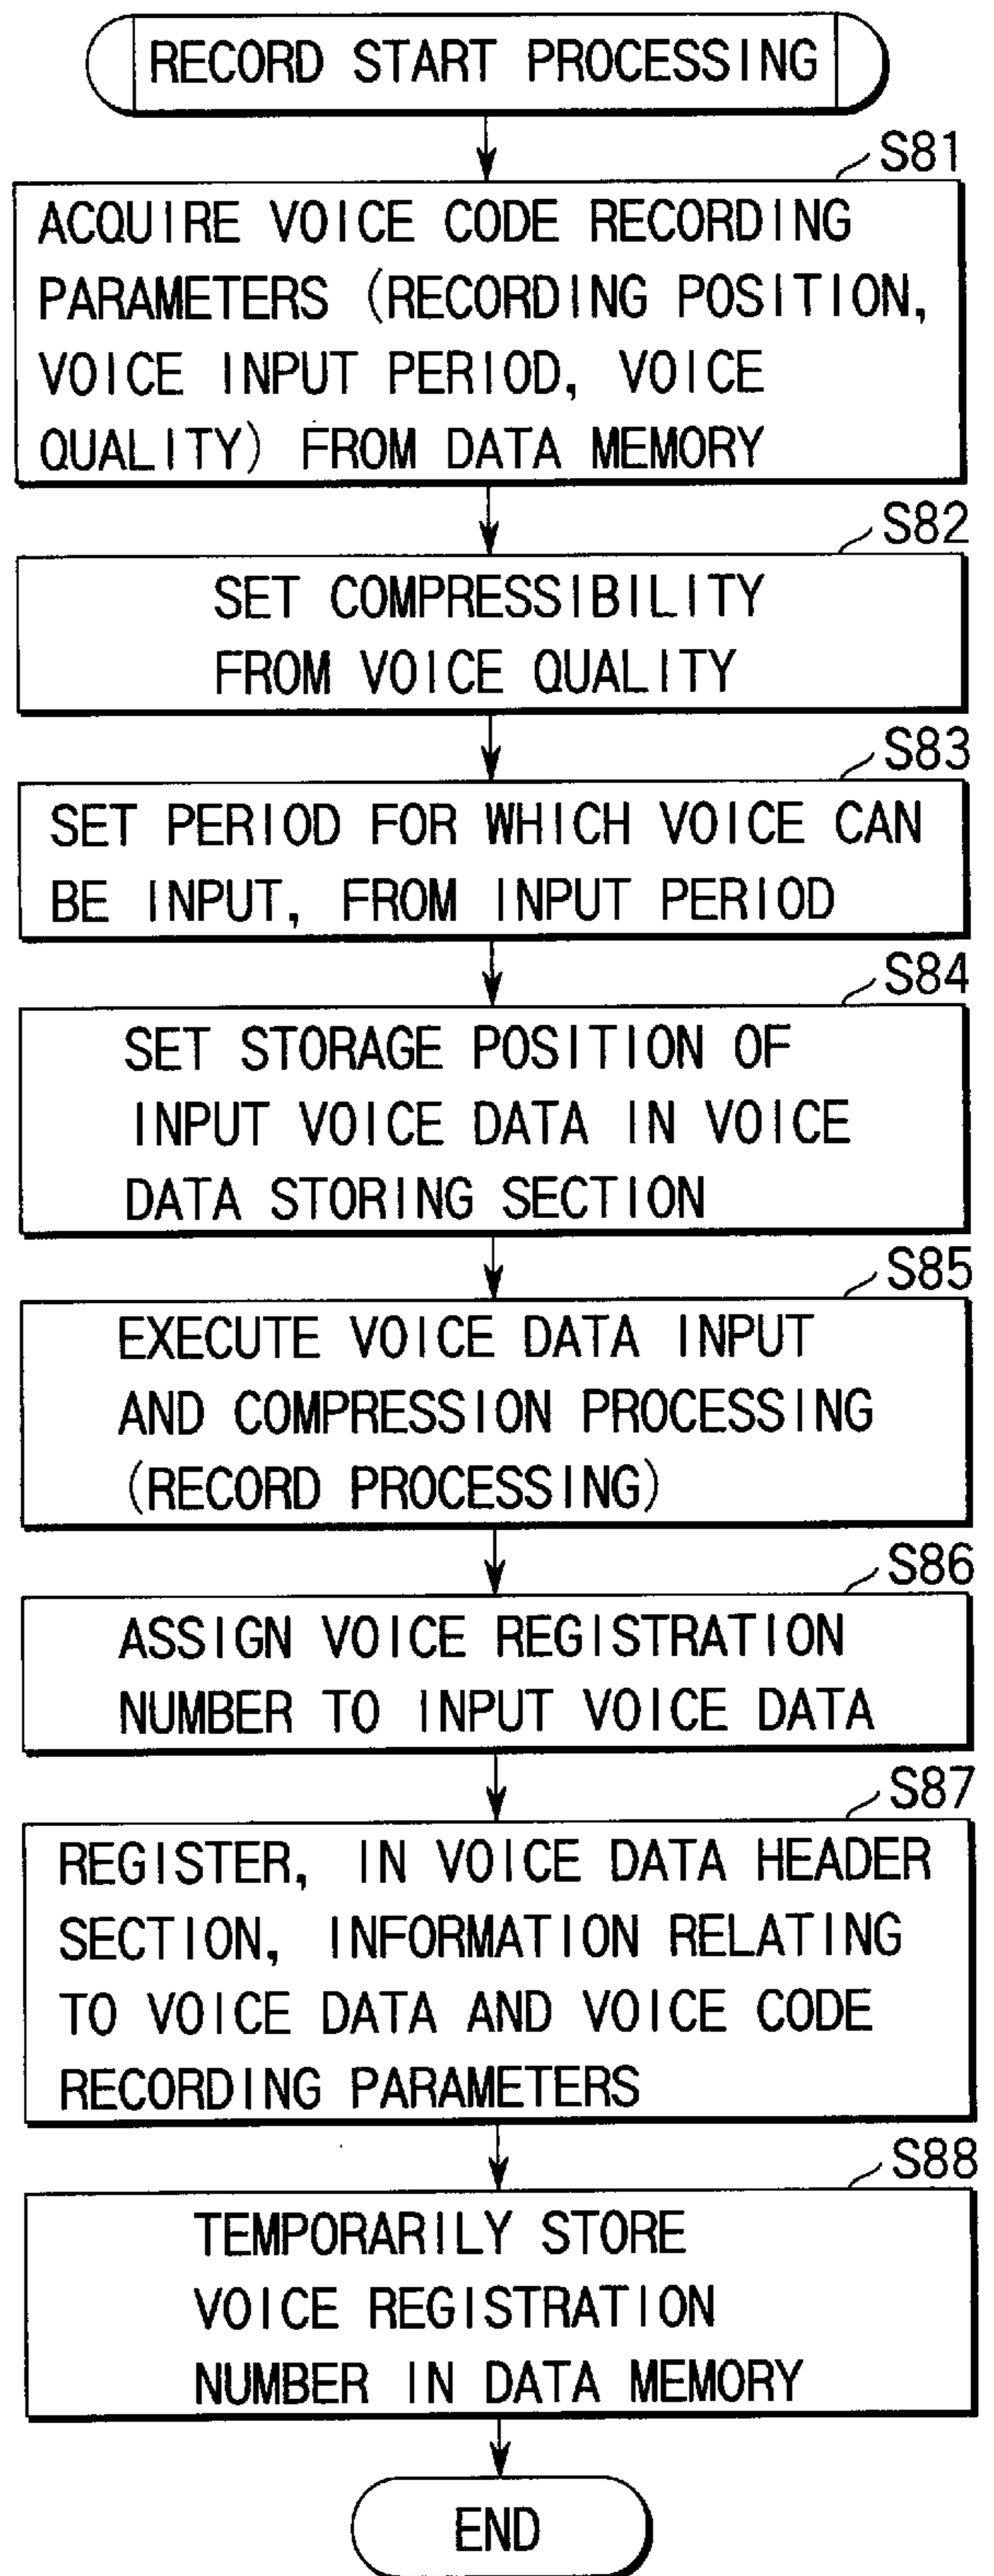 RECORD START PROCESSING
S81
ACQUIRE VOICE CODE RECORDING
PARAMETERS (RECORDING POSITION,
VOICE INPUT PERIOD, VOICE
QUALITY) FROM DATA MEMORY
S82
SET COMPRESSIBILITY
FROM VOICE QUALITY
S83
SET PERIOD FOR WHICH VOICE CAN
BE INPUT, FROM INPUT PERIOD
S84
SET STORAGE POSITION OF
INPUT VOICE DATA IN VOICE
DATA STORING SECTION
S85
EXECUTE VOICE DATA INPUT
AND COMPRESSION PROCESSING
(RECORD PROCESSING)
S86
ASSIGN VOICE REGISTRATION
NUMBER TO INPUT VOICE DATA
S87
REGISTER, IN VOICE DATA HEADER
SECTION, INFORMATION RELATING
TO VOICE DATA AND VOICE CODE
RECORDING PARAMETERS
S88
TEMPORARILY STORE
VOICE REGISTRATION
NUMBER IN DATA MEMORY
END